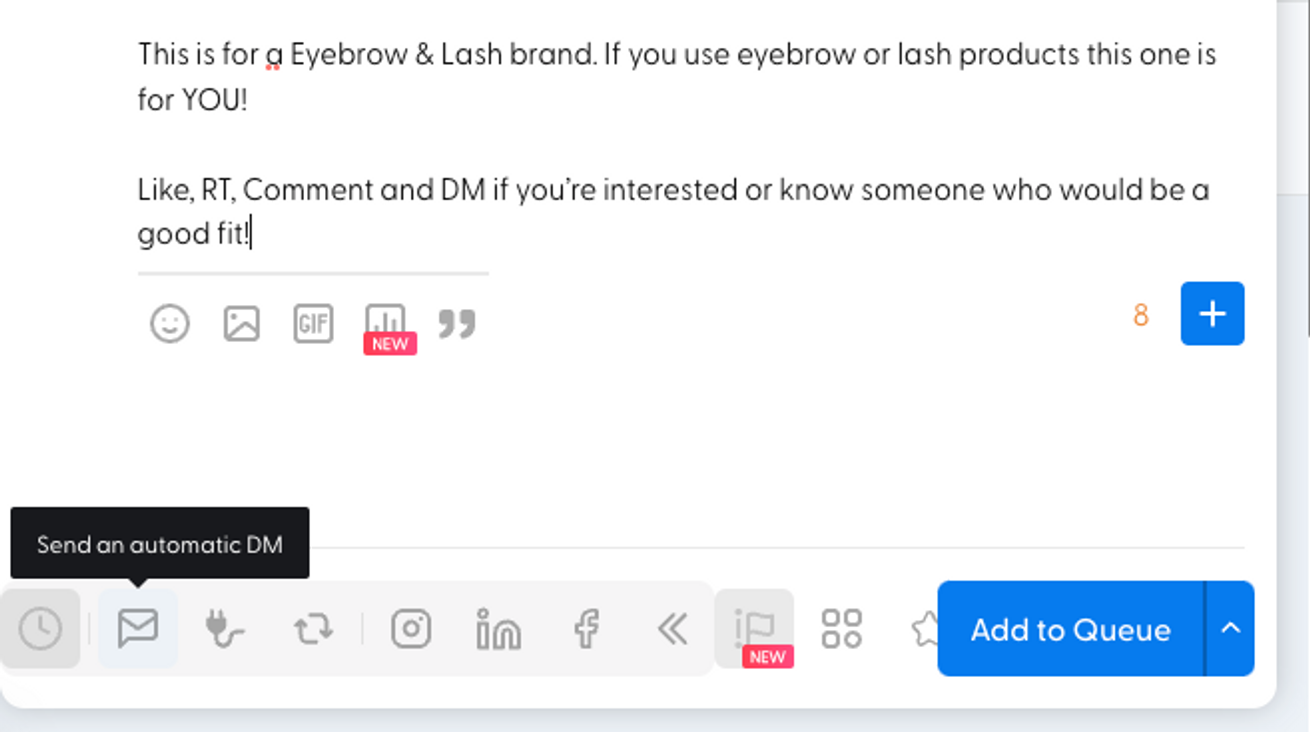 This is for a Eyebrow & Lash brand. If you use eyebrow or lash products this one is
for YOU!
Like, RT, Comment and DM if you’re interested or know someone who would be a
good fit!
GIF
NEW
8
+
Send an automatic DM
NEW
Add to Queue